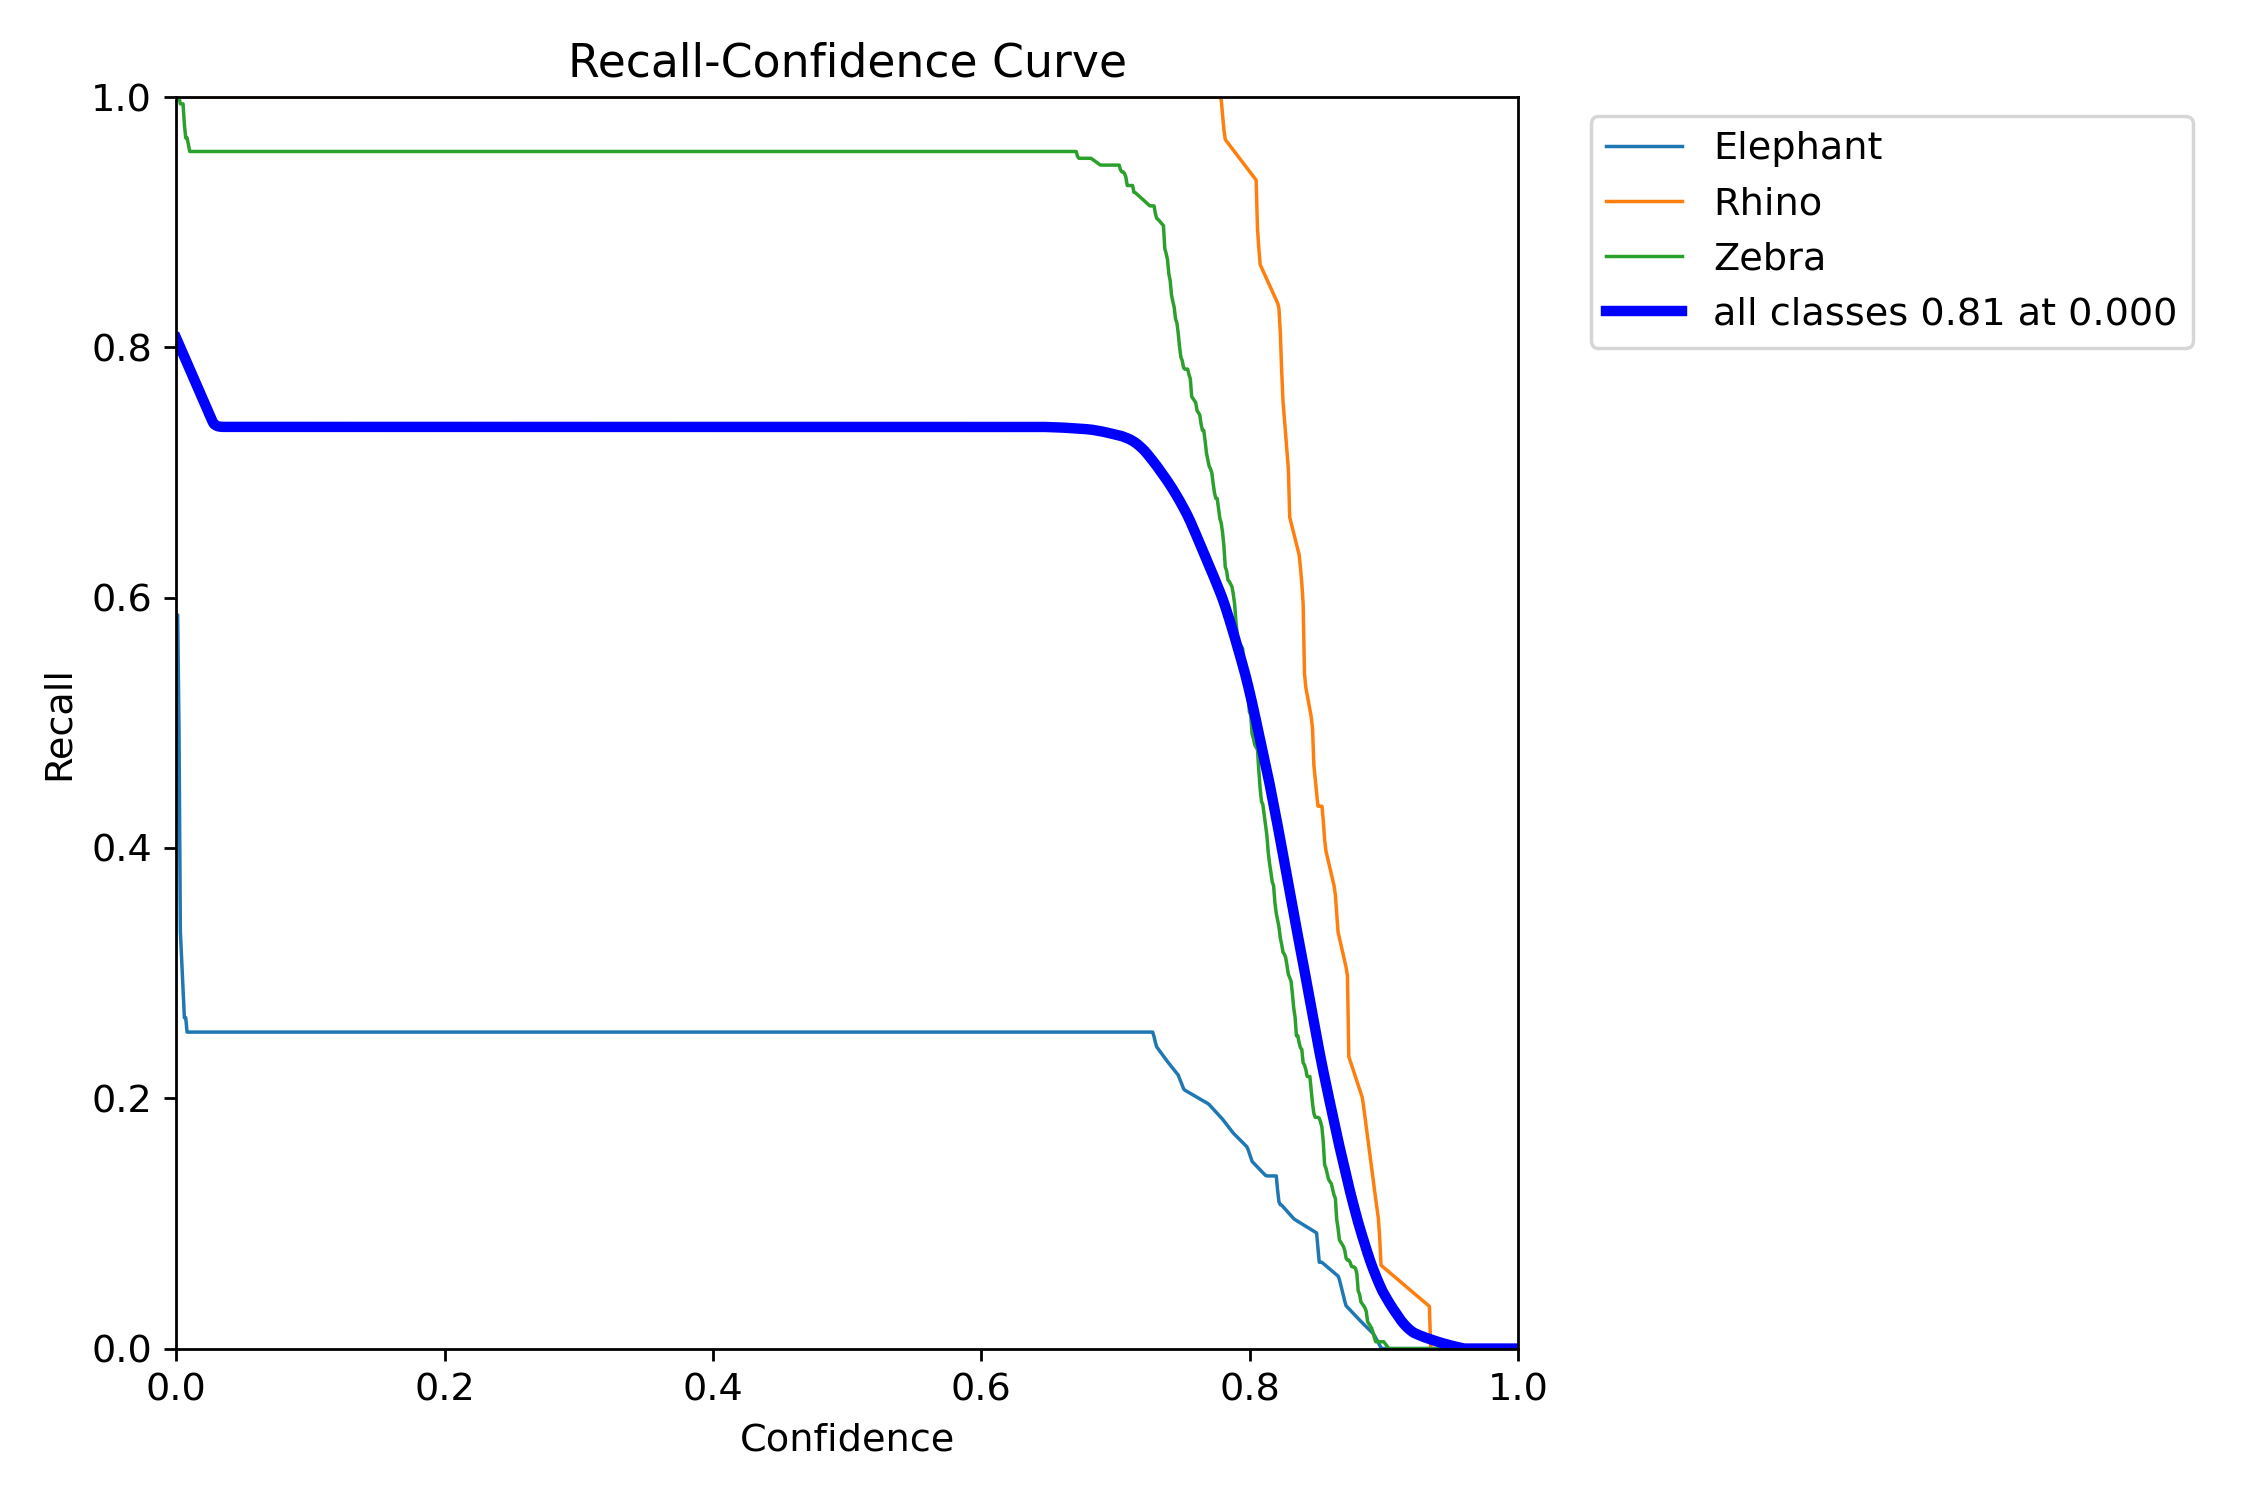 Recall-Confidence Curve
1.0
0.8
0.6
0.4
0.2
0.0
Recall
0.0 0.2 0.4 0.6 0.8 1.0
Confidence
Elephant
Rhino
Zebra
all classes 0.81 at 0.000